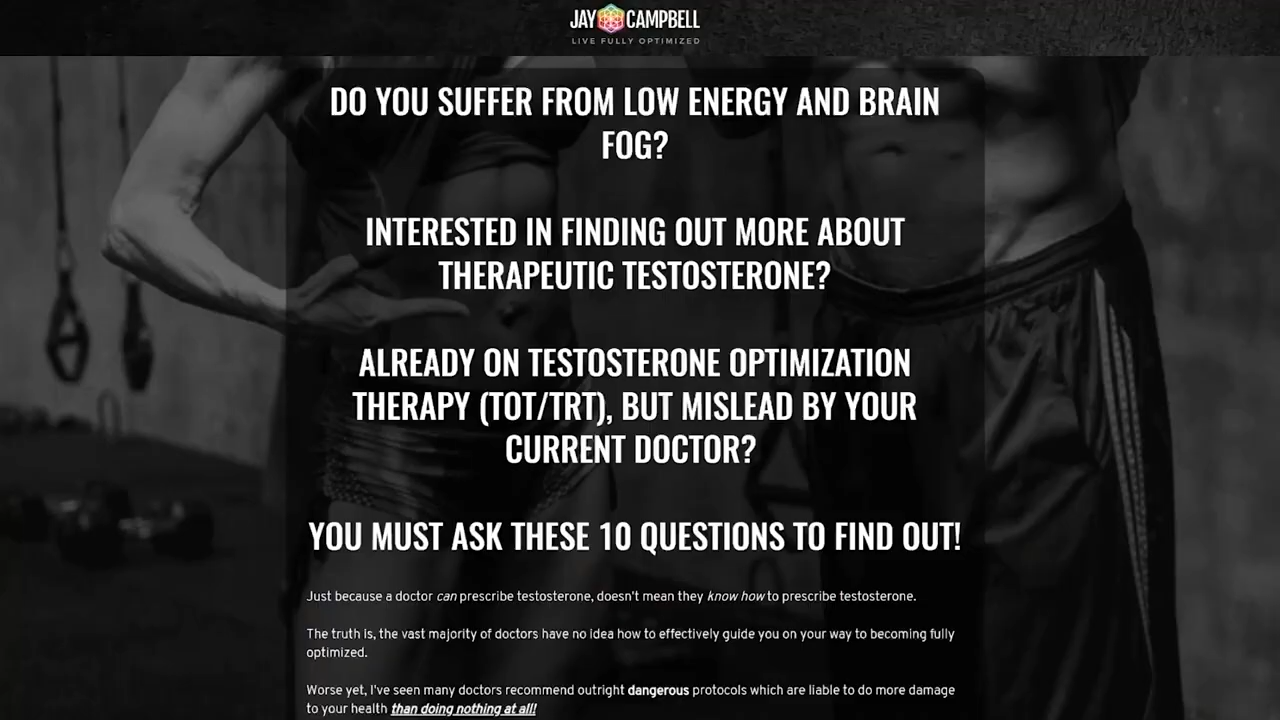 JAY CAMPBELL
LIVE FULLY OPTIMIZED
DO YOU SUFFER FROM LOW ENERGY AND BRAIN
FOG?
INTERESTED IN FINDING OUT MORE ABOUT
THERAPEUTIC TESTOSTERONE?
ALREADY ON TESTOSTERONE OPTIMIZATION
THERAPY (TOT/TRT), BUT MISLEAD BY YOUR
CURRENT DOCTOR?
YOU MUST ASK THESE 10 QUESTIONS TO FIND OUT!
Just because a doctor can prescribe testosterone, doesn't mean they know how to prescribe testosterone.
The truth is, the vast majority of doctors have no idea how to effectively guide you on your way to becoming fully
optimized.
Worse yet, I've seen many doctors recommend outright dangerous protocols which are liable to do more damage
to your health than doing nothing at all!